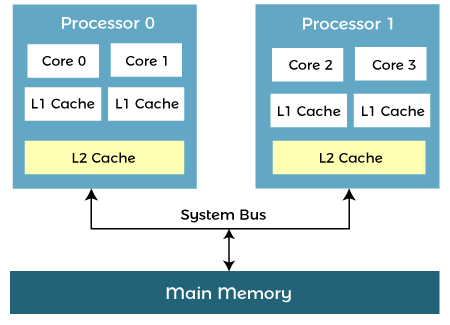 Processor 0
Core 0
Core 1
L1 Cache
L1 Cache
L2 Cache
Processor 1
Core 2
Core 3
L1 Cache
L1 Cache
L2 Cache
System Bus
Main Memory